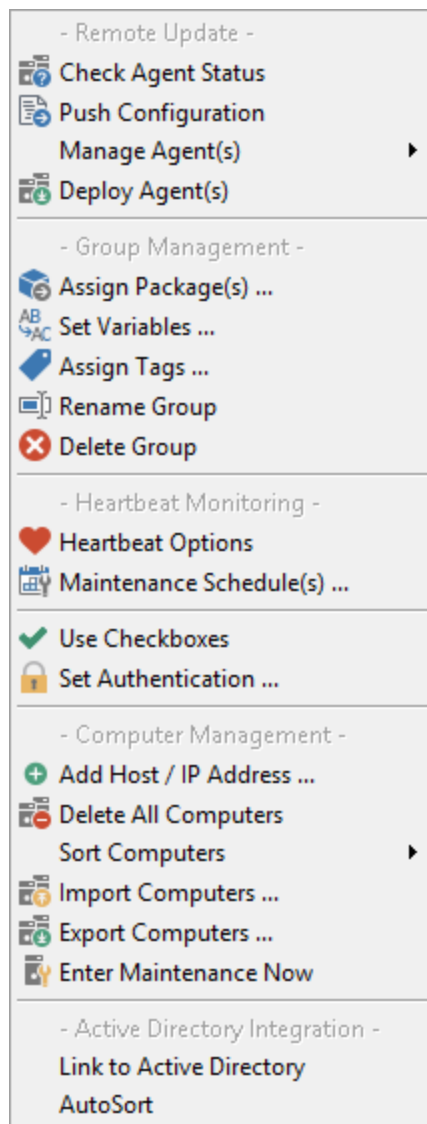 - Remote Update -
Check Agent Status
Push Configuration
Manage Agent(s)
Deploy Agent(s)
- Group Management -
Assign Package(s) ...
AB
AC
Set Variables ...
Assign Tags ...
Rename Group
Delete Group
- Heartbeat Monitoring -
Heartbeat Options
Maintenance Schedule(s) ...
Use Checkboxes
Set Authentication ...
- Computer Management -
Add Host / IP Address ...
Delete All Computers
Sort Computers
Import Computers ...
Export Computers ...
Enter Maintenance Now
- Active Directory Integration -
Link to Active Directory
AutoSort